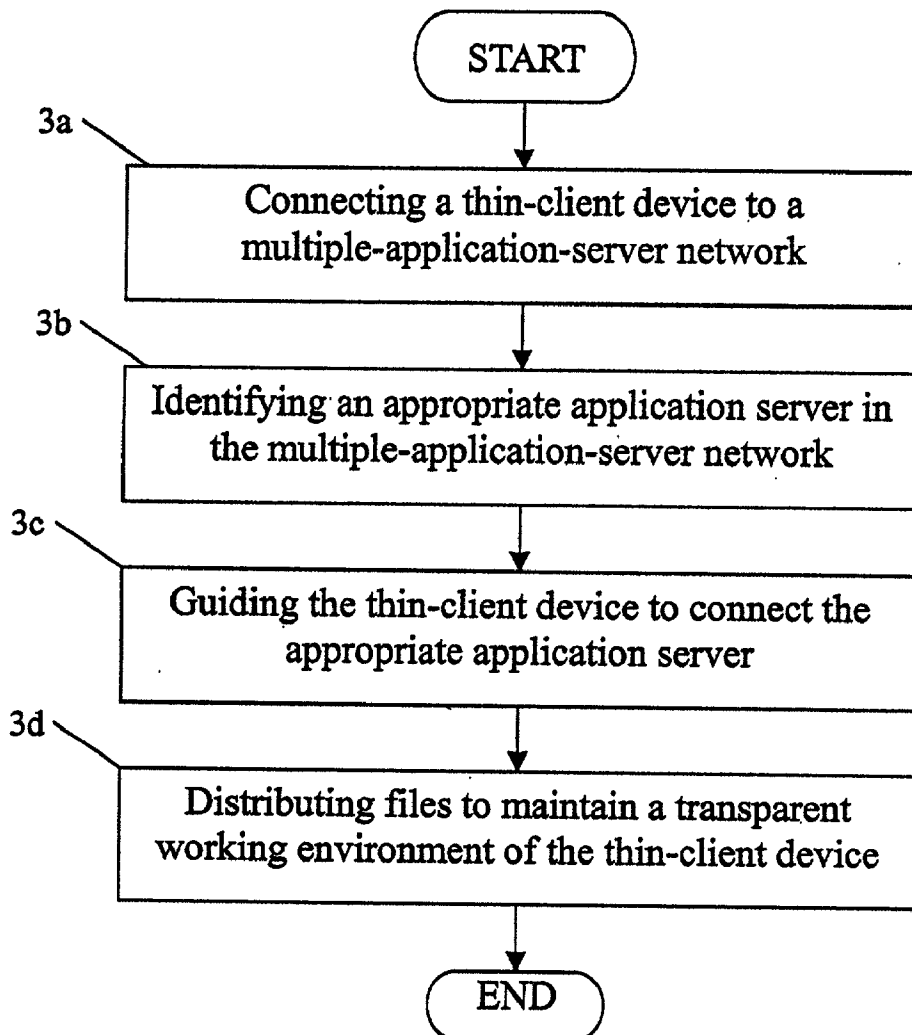 START
3a
Connecting a thin-client device to a
multiple-application-server network
3b
Identifying an appropriate application server in
the multiple-application-server network
3c
Guiding the thin-client device to connect the
appropriate application server
3d
Distributing files to maintain a transparent
working environment of the thin-client device
END